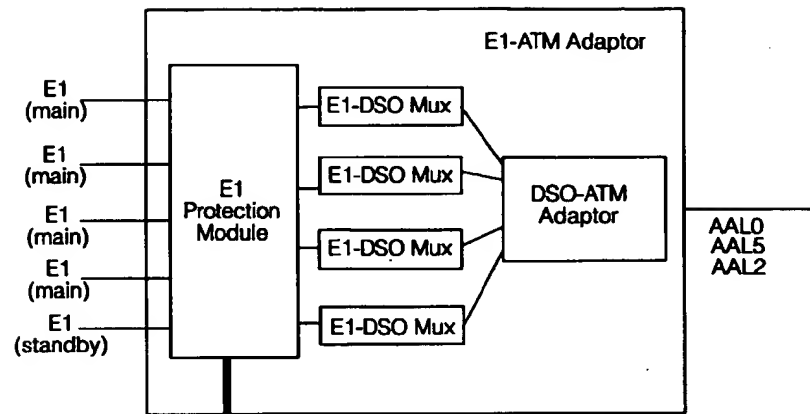 E1-ATM Adaptor
E1
(main)
E1
(main)
E1
(main)
E1
(main)
E1
(standby)
E1
Protection
Module
E1-DSO Mux
E1-DSO Mux
E1-DSO Mux
E1-DSO Mux
DSO-ATM
Adaptor
AAL0
AAL5
AAL2